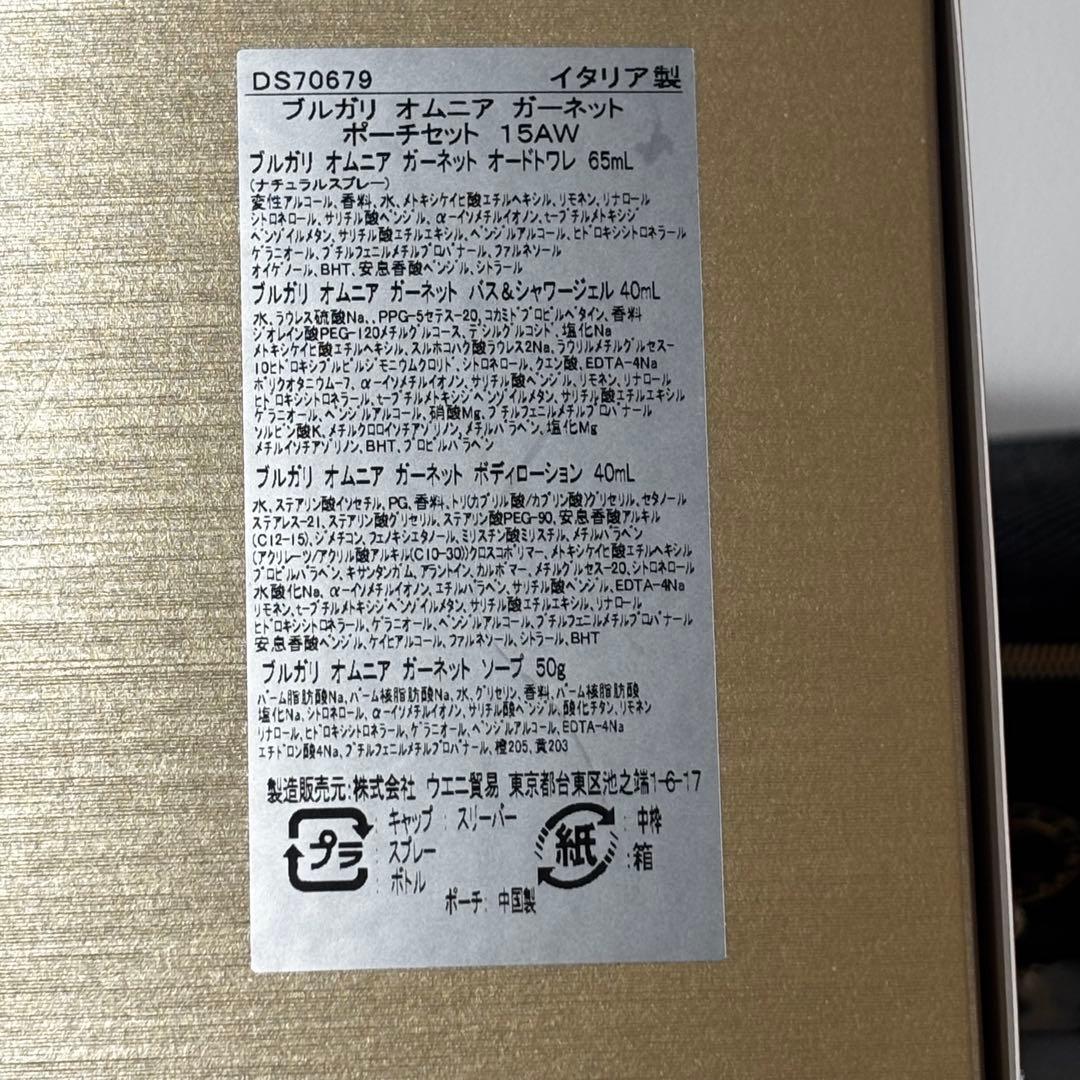 DS70679 イタリア製
ブルガリ オムニア ガーネット
ポーチセット 15AW
ブルガリ オムニア ガーネット オードトワレ 65mL
(ナチュラルスプレー)
変性アルコール、香料、水、メトキシケイヒ酸エチルヘキシル、リモネン、リナロール
シトロネロール、サリチル酸ベンジル、α-イソメチルイオノン、t-ブチルメトキシジ
ベンゾイルメタン、サリチル酸エチルエキシル、ベンジルアルコール、ヒドロキシシトロネラール
ゲラニオール、ブチルフェニルメチルプロパナール、ファルネソール
オイゲノール、BHT、安息香酸ベンジル、シトラール
ブルガリ オムニア ガーネット バス&シャワージェル 40mL
水、ラウレス硫酸Na、、PPG-5セテス-20、コカミドプロピルベタイン、香料
ジオレイン酸PEG-120メチルグルコース、デシルグルコシド、塩化Na
メトキシケイヒ酸エチルヘキシル、スルホコハク酸ラウレス2Na、ラウリルメチルグルセス-
10ヒドロキシプルピルジモニウムクロリド、シトロネロール、クエン酸、EDTA-4Na
ポリクオタニウム-7、α-イソメチルイオノン、サリチル酸ベンジル、リモネン、リナロール
ヒドロキシシトロネラール、t-ブチルメトキシジベンゾイルメタン、サリチル酸エチルエキシル
ゲラニオール、ベンジルアルコール、硝酸Mg、ブチルフェニルメチルプロパナール
ソルビン酸K、メチルクロロイソチアゾリノン、メチルパラベン、塩化Mg
メチルイソチアゾリノン、BHT、プロピルパラベン
ブルガリ オムニア ガーネット ボディローション 40mL
水、ステアリン酸イソセチル、PG、香料、トリ(カプリル酸/カプリン酸)グリセリル、セタノール
ステアレス-21、ステアリン酸グリセリル、ステアリン酸PEG-90、安息香酸アルキル
(C12-15)、ジメチコン、フェノキシエタノール、ミリスチン酸ミリスチル、メチルパラベン
(アクリレーツ/アクリル酸アルキル(C10-30))クロスコポリマー、メトキシケイヒ酸エチルヘキシル
プロピルパラベン、キサンタンガム、アラントイン、カルボマー、メチルグルセス-20、シトロネロール
水酸化Na、α-イソメチルイオノン、エチルパラベン、サリチル酸ベンジル、EDTA-4Na
リモネン、t-ブチルメトキシジベンゾイルメタン、サリチル酸エチルエキシル、リナロール
ヒドロキシシトロネラール、ゲラニオール、ベンジルアルコール、ブチルフェニルメチルプロパナール
安息香酸ベンジル、ケイヒアルコール、ファルネソール、シトラール、BHT
ブルガリ オムニア ガーネット ソープ 50g
パーム脂肪酸Na、パーム核脂肪酸Na、水、グリセリン、香料、パーム核脂肪酸
塩化Na、シトロネロール、α-イソメチルイオノン、サリチル酸ベンジル、酸化チタン、リモネン
リナロール、ヒドロキシシトロネラール、ゲラニオール、ベンジルアルコール、EDTA-4Na
エチドロン酸4Na、ブチルフェニルメチルプロパナール、橙205、黄203
製造販売元:株式会社 ウエニ貿易 東京都台東区池之端1-6-17
プラ : キャップ : スリーバー
: スプレー
: ボトル
紙 : 中枠
: 箱
ポーチ: 中国製